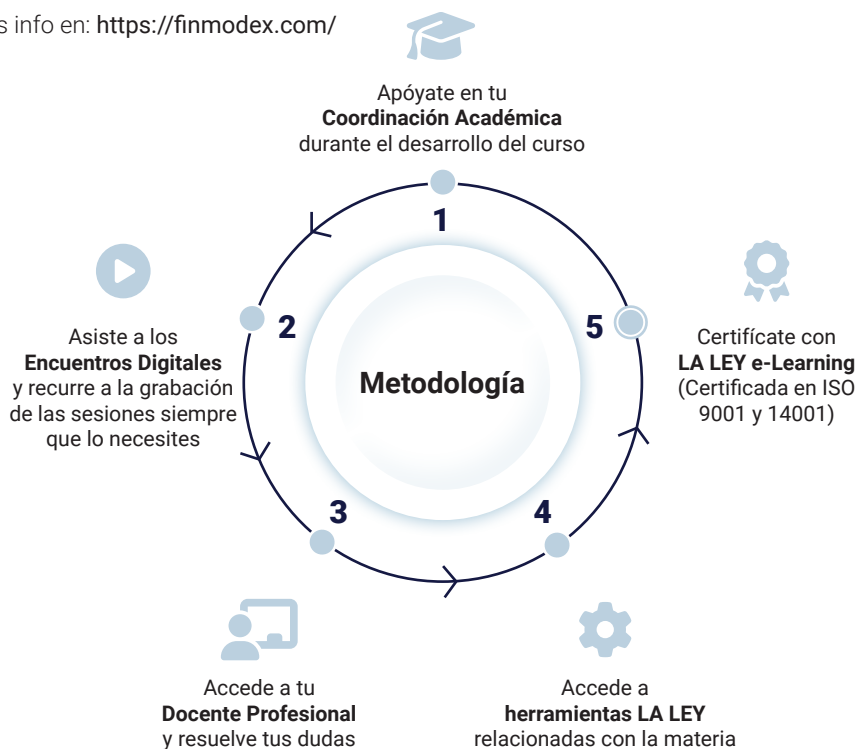 s info en: https://finmodex.com/
Apóyate en tu
Coordinación Académica
durante el desarrollo del curso
1
2
Asiste a los
Encuentros Digitales
y recurre a la grabación
de las sesiones siempre
que lo necesites
5
Certifícate con
LA LEY e-Learning
(Certificada en ISO
9001 y 14001)
Metodología
3
4
Accede a tu
Docente Profesional
y resuelve tus dudas
Accede a
herramientas LA LEY
relacionadas con la materia